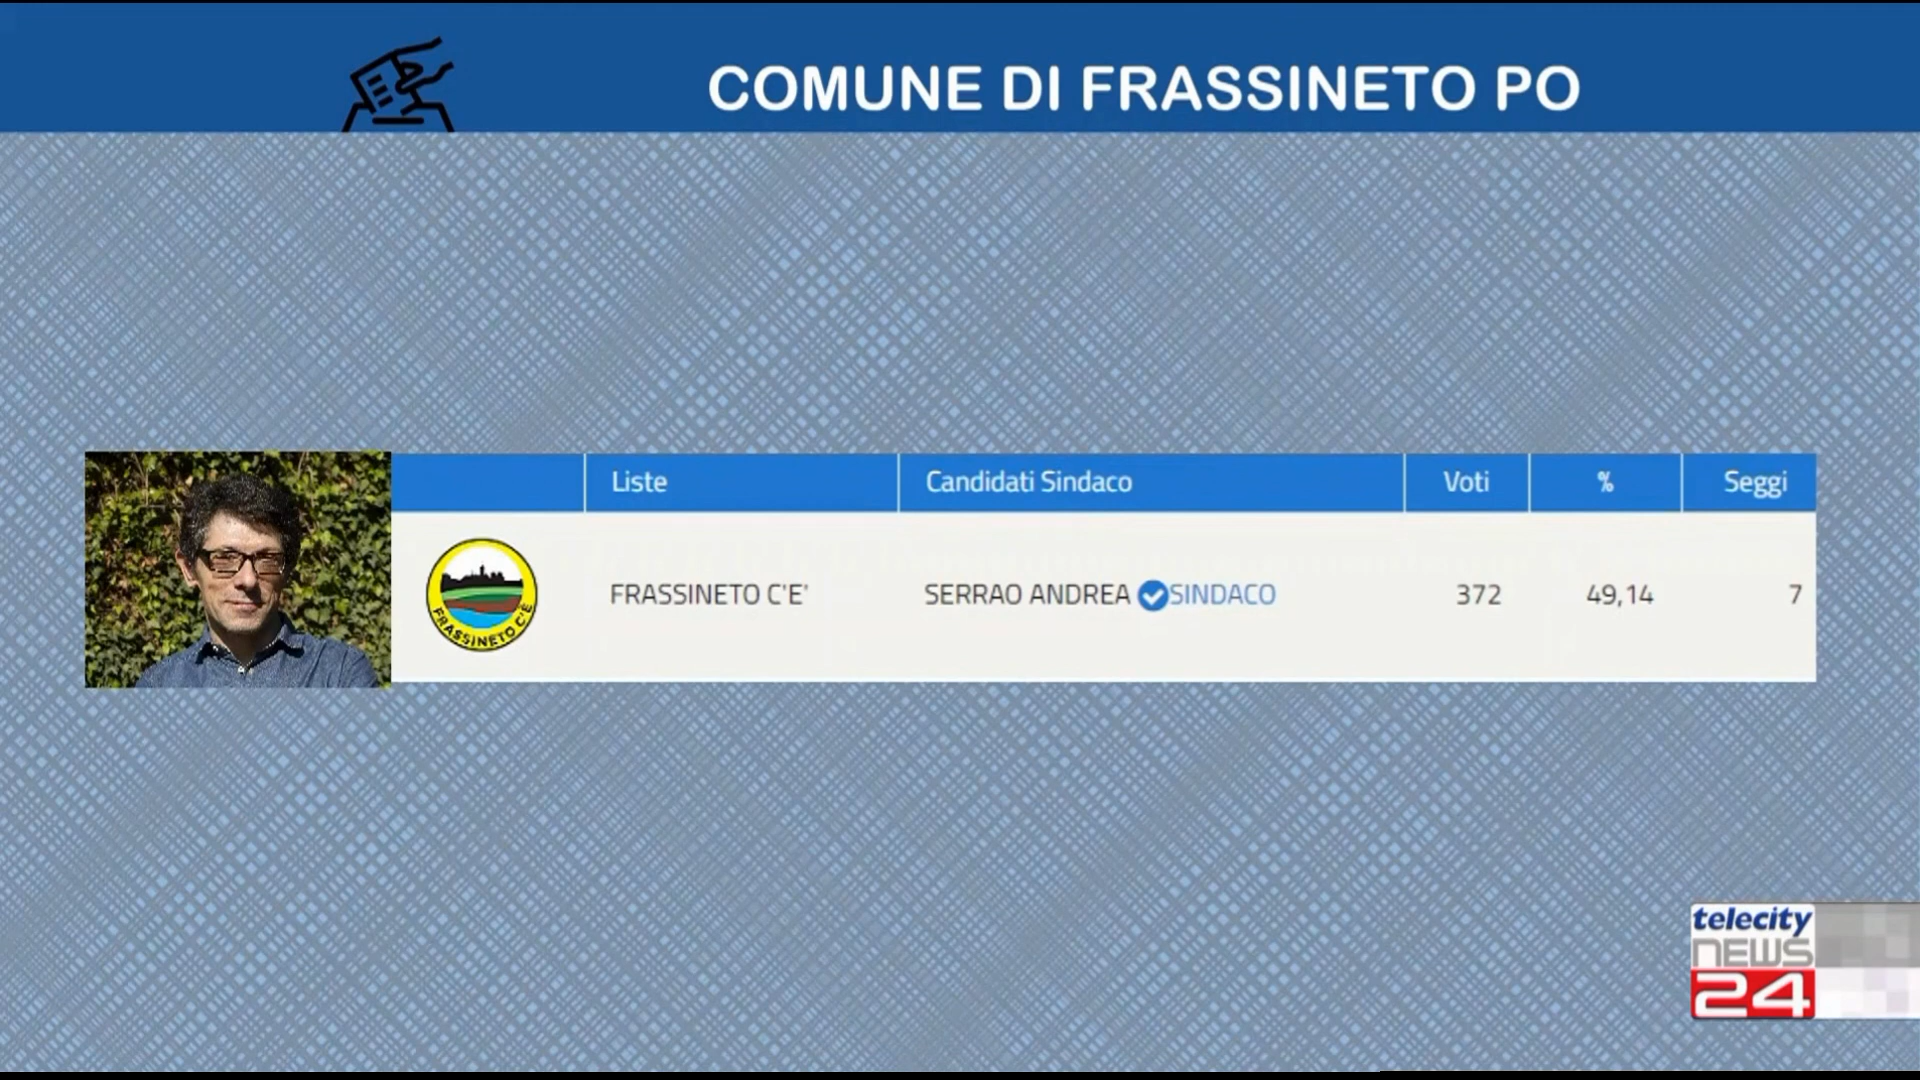 COMUNE DI FRASSINETO PO
Liste Candidati Sindaco Voti % Seggi
FRASSINETO C'E' SERRAO ANDREA SINDACO 372 49,14 7
FRASSINETO C'È
telecity
NEWS
24